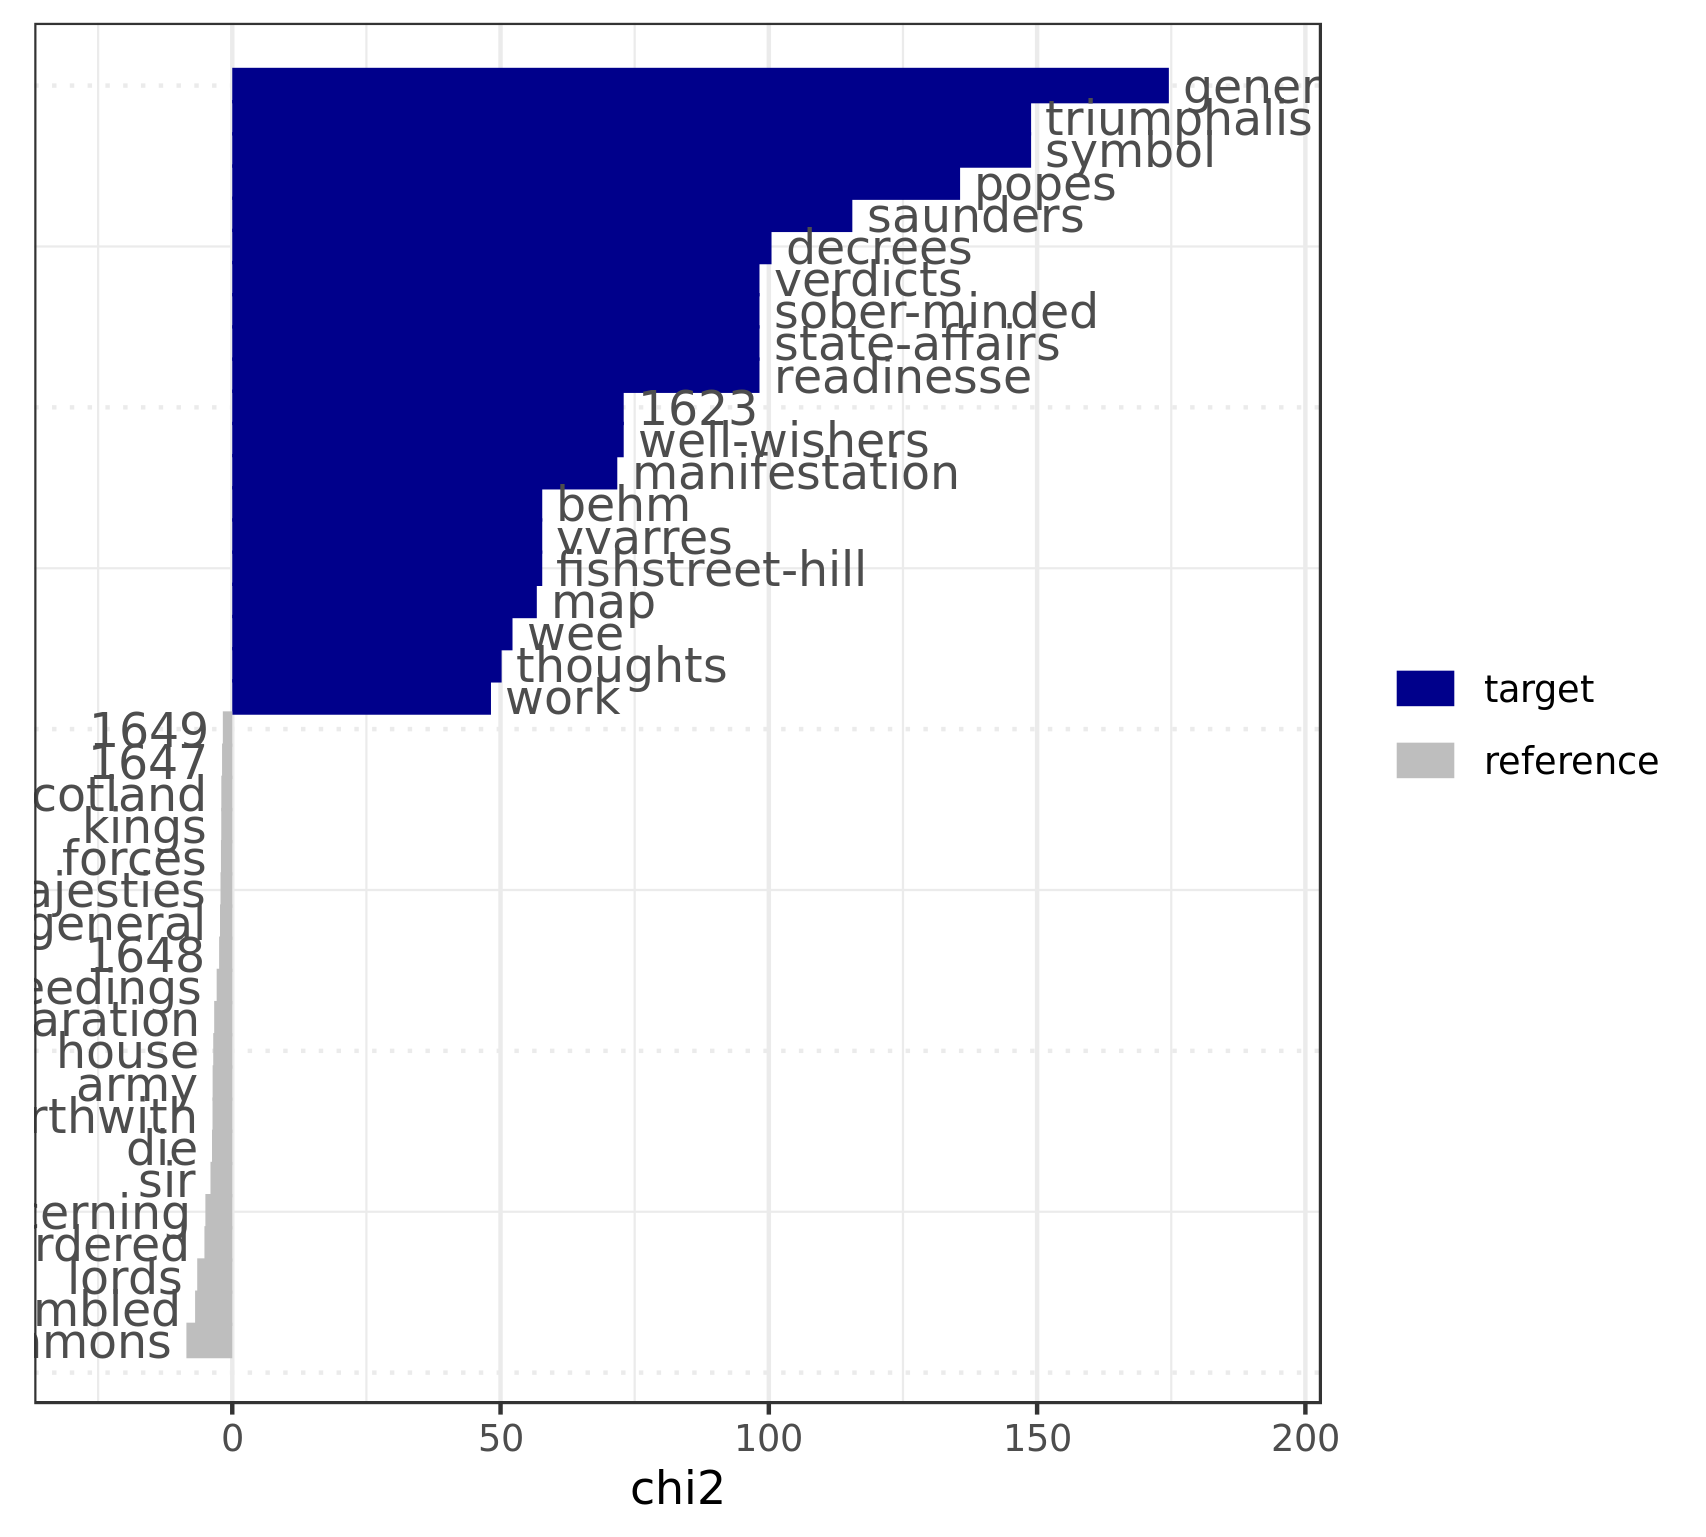 gener
triumphalis
symbol
popes
saunders
decrees
verdicts
sober-minded
state-affairs
readinesse
1623
well-wishers
manifestation
behm
vvarres
fishstreet-hill
map
wee
thoughts
work
1649
1647
cotland
kings
forces
ajesties
general
1648
eedings
aration
house
army
rthwith
die
sir
cerning
rdered
lords
mbled
mmons
target
reference
0 50 100 150 200
chi2